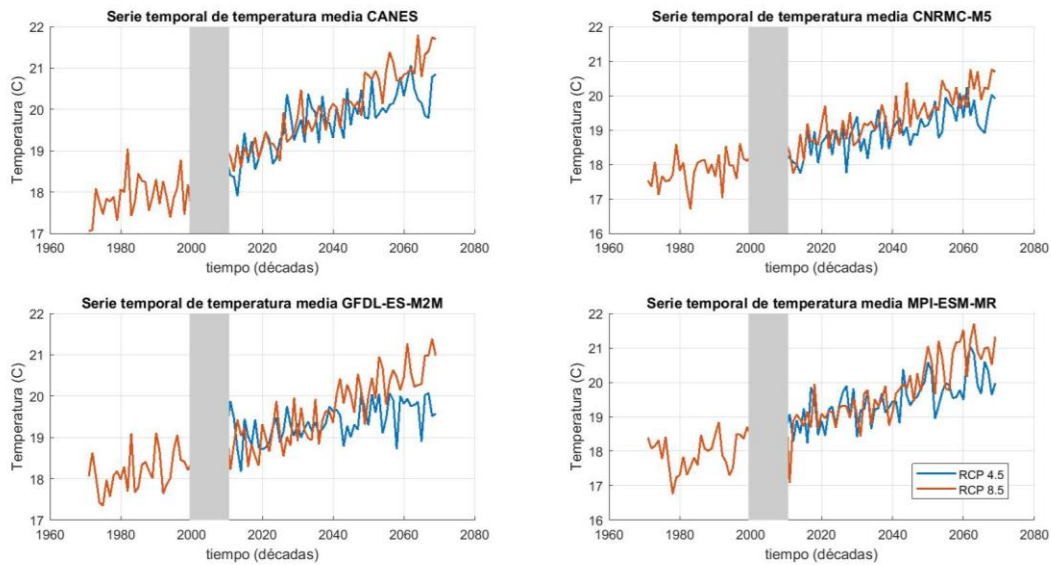 Serie temporal de temperatura media CANES
Temperatura (C)
22
21
20
19
18
17
1960 1980 2000 2020 2040 2060 2080
tiempo (décadas)
Serie temporal de temperatura media CNRMC-M5
Temperatura (C)
22
21
20
19
18
17
16
1960 1980 2000 2020 2040 2060 2080
tiempo (décadas)
Serie temporal de temperatura media GFDL-ES-M2M
Temperatura (C)
22
21
20
19
18
17
1960 1980 2000 2020 2040 2060 2080
tiempo (décadas)
Serie temporal de temperatura media MPI-ESM-MR
Temperatura (C)
22
21
20
19
18
17
16
RCP 4.5
RCP 8.5
1960 1980 2000 2020 2040 2060 2080
tiempo (décadas)